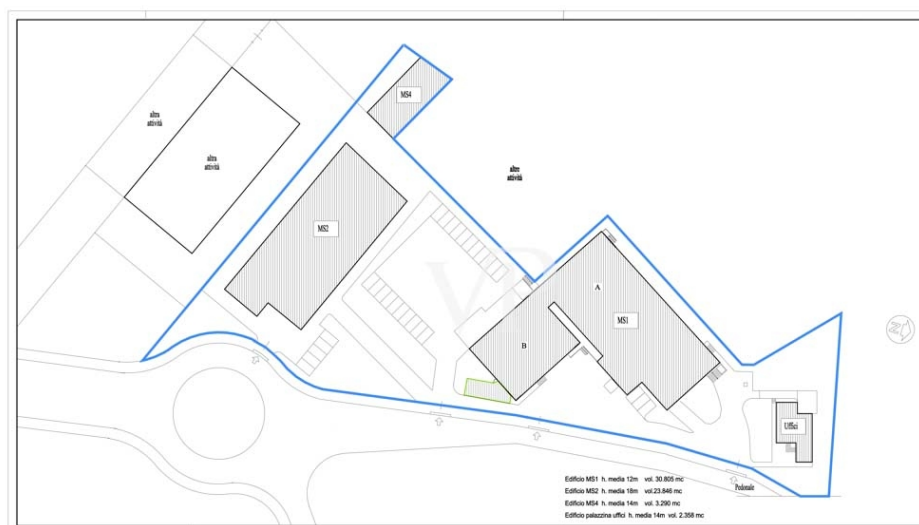 MS4
altra
attività
altra
attività
altre
attività
MS2
A
MS1
B
VP
N
Uffici
Pedonale
Edificio MS1 h. media 12m vol. 30.805 mc
Edificio MS2 h. media 18m vol.23.846 mc
Edificio MS4 h. media 14m vol. 3.290 mc
Edificio palazzina uffici h. media 14m vol. 2.358 mc